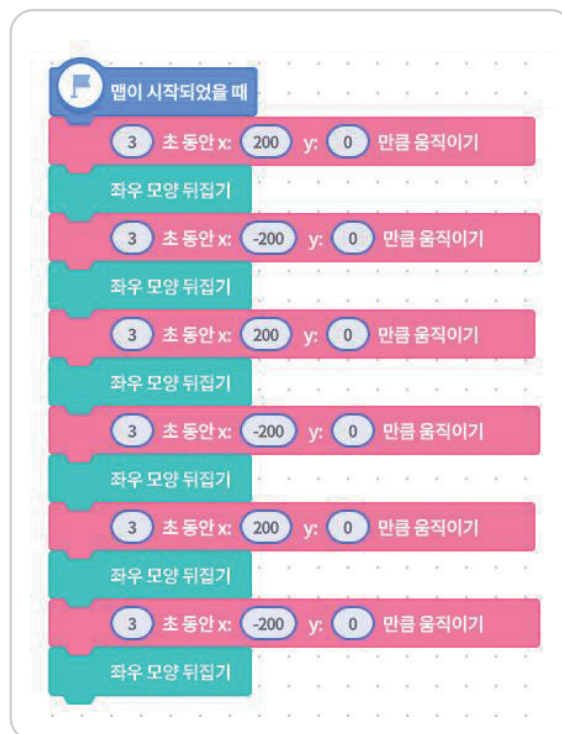 맵이 시작되었을 때
3 초 동안 x: 200 y: 0 만큼 움직이기
좌우 모양 뒤집기
3 초 동안 x: -200 y: 0 만큼 움직이기
좌우 모양 뒤집기
3 초 동안 x: 200 y: 0 만큼 움직이기
좌우 모양 뒤집기
3 초 동안 x: -200 y: 0 만큼 움직이기
좌우 모양 뒤집기
3 초 동안 x: 200 y: 0 만큼 움직이기
좌우 모양 뒤집기
3 초 동안 x: -200 y: 0 만큼 움직이기
좌우 모양 뒤집기